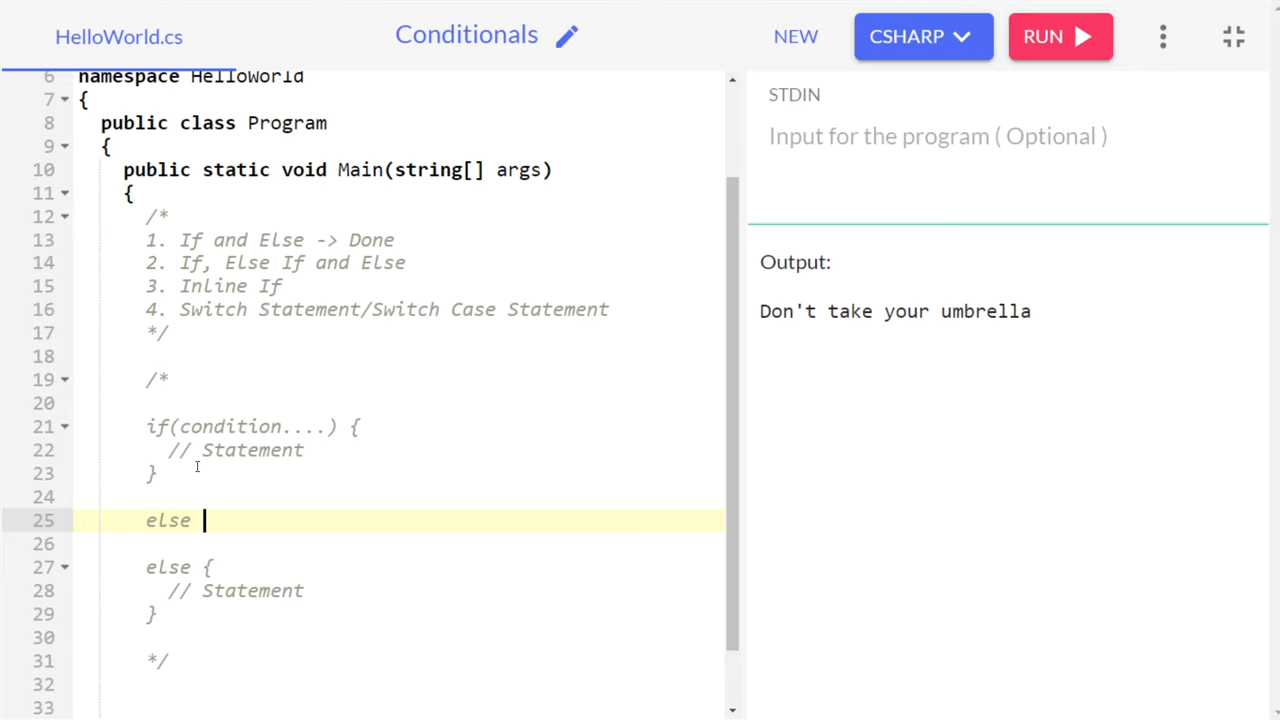 HelloWorld.cs
Conditionals
NEW
CSHARP
RUN
6 namespace HelloWorld
7 {
8 public class Program
9 {
10 public static void Main(string[] args)
11 {
12 /*
13 1. If and Else -> Done
14 2. If, Else If and Else
15 3. Inline If
16 4. Switch Statement/Switch Case Statement
17 */
18
19 /*
20
21 if(condition....) {
22 // Statement
23 }
24
25 else
26
27 else {
28 // Statement
29 }
30
31 */
32
33
STDIN
Input for the program ( Optional )
Output:
Don't take your umbrella